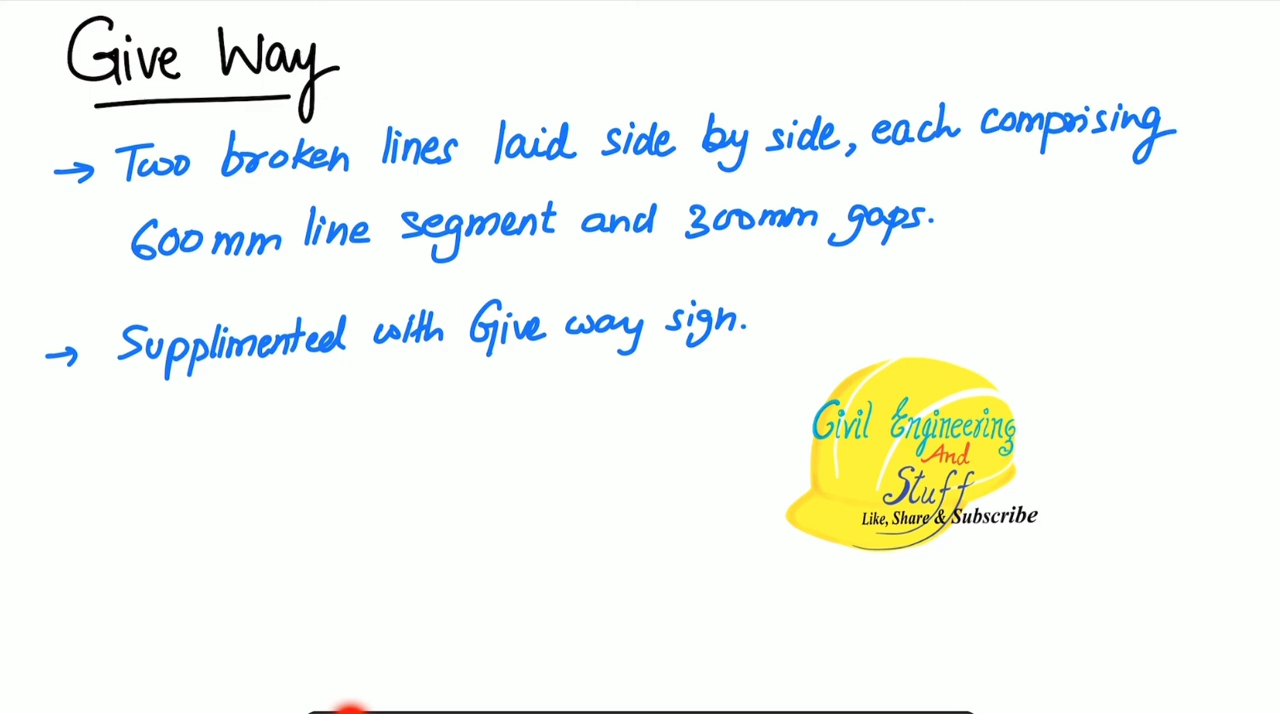 Give Way
→ Two broken lines laid side by side, each comprising
600mm line segment and 300mm gaps.
→ Supplimented with Give way sign.
Civil Engineering
And
Stuff
Like, Share & Subscribe